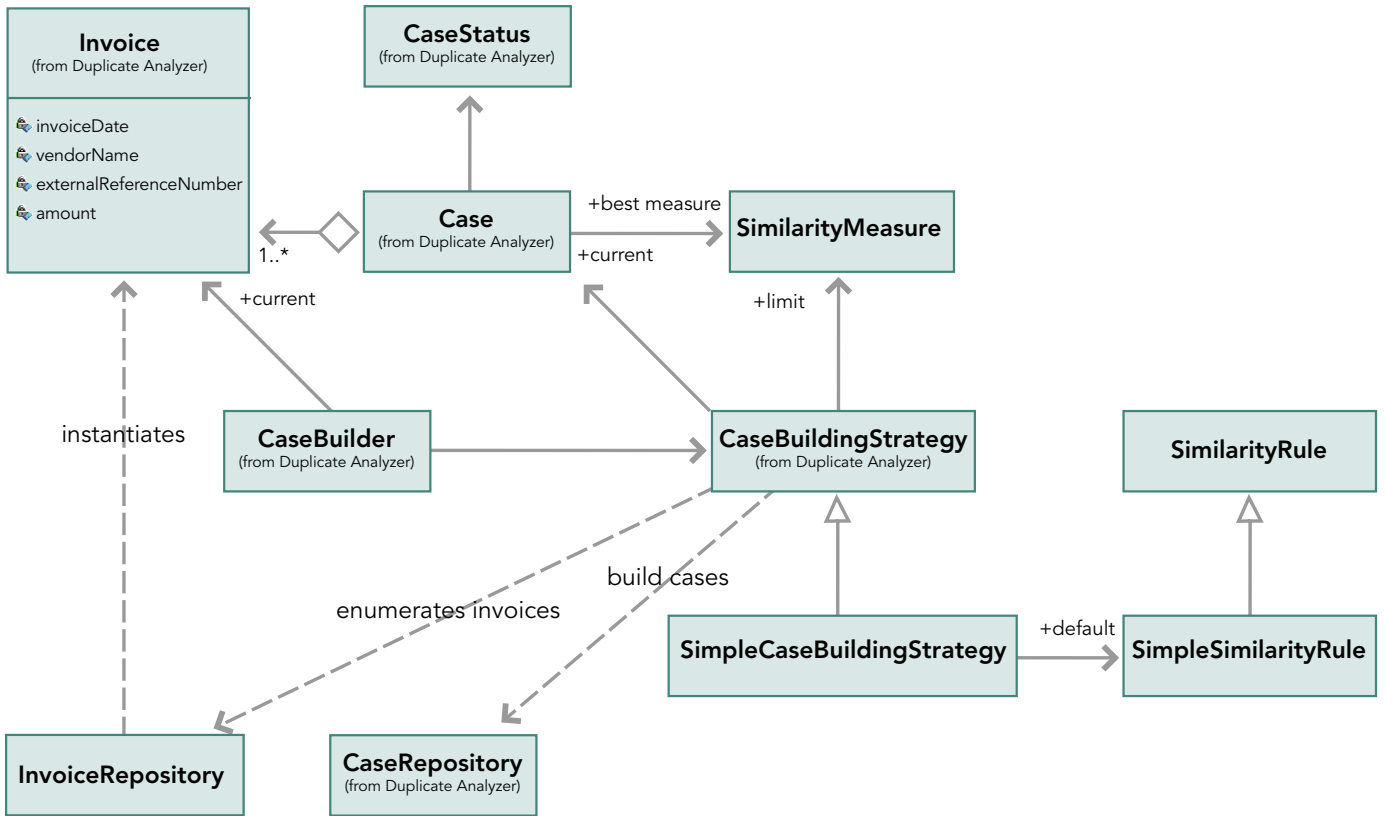 Invoice
(from Duplicate Analyzer)
invoiceDate
vendorName
externalReferenceNumber
amount
CaseStatus
(from Duplicate Analyzer)
Case
(from Duplicate Analyzer)
1..*
+best measure
+current
SimilarityMeasure
+current
+limit
instantiates
CaseBuilder
(from Duplicate Analyzer)
CaseBuildingStrategy
(from Duplicate Analyzer)
SimilarityRule
build cases
enumerates invoices
SimpleCaseBuildingStrategy
+default
SimpleSimilarityRule
InvoiceRepository
CaseRepository
(from Duplicate Analyzer)